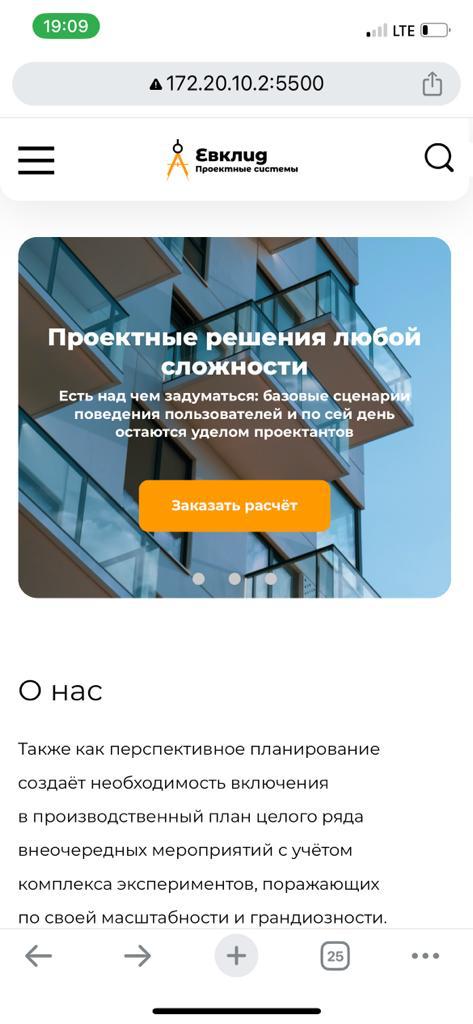 19:09
LTE
172.20.10.2:5500
Евклид
Проектные системы
Проектные решения любой
сложности
Есть над чем задуматься: базовые сценарии
поведения пользователей и по сей день
остаются уделом проектантов
Заказать расчёт
О нас
Также как перспективное планирование
создаёт необходимость включения
в производственный план целого ряда
внеочередных мероприятий с учётом
комплекса экспериментов, поражающих
по своей масштабности и грандиозности.
25